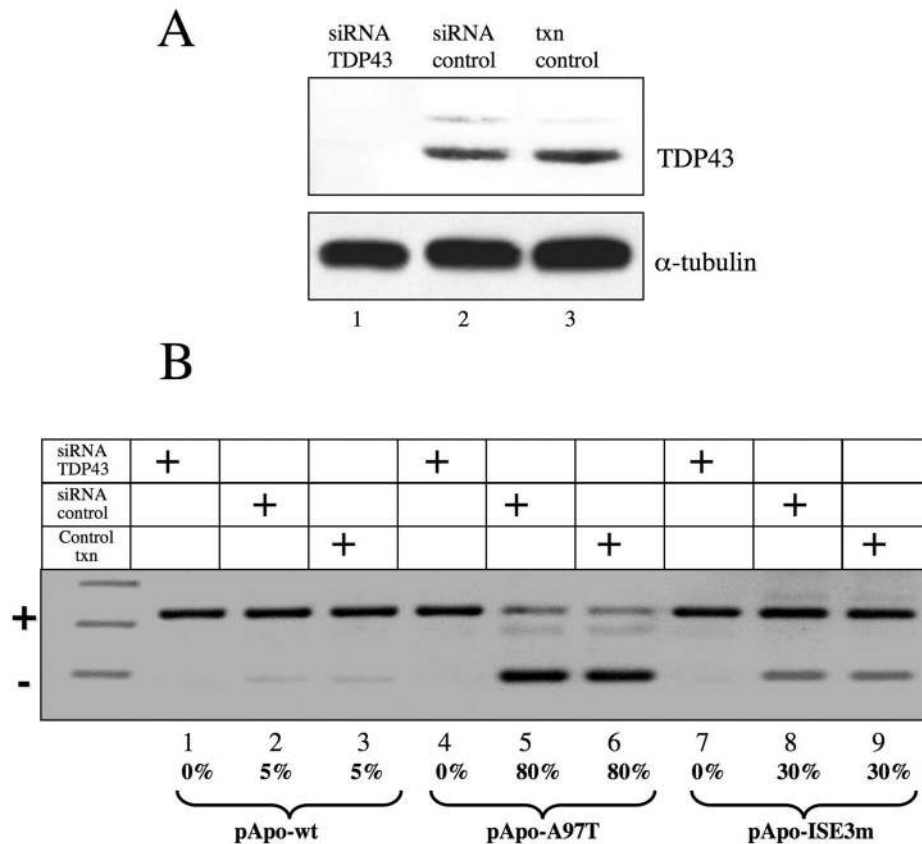 A
siRNA TDP43
siRNA control
txn control
TDP43
α-tubulin
1 2 3
B
siRNA TDP43 +   +   +
siRNA control +   +   +
Control txn +   +   +
+
-
1 2 3 4 5 6 7 8 9
0% 5% 5% 0% 80% 80% 0% 30% 30%
pApo-wt pApo-A97T pApo-ISE3m